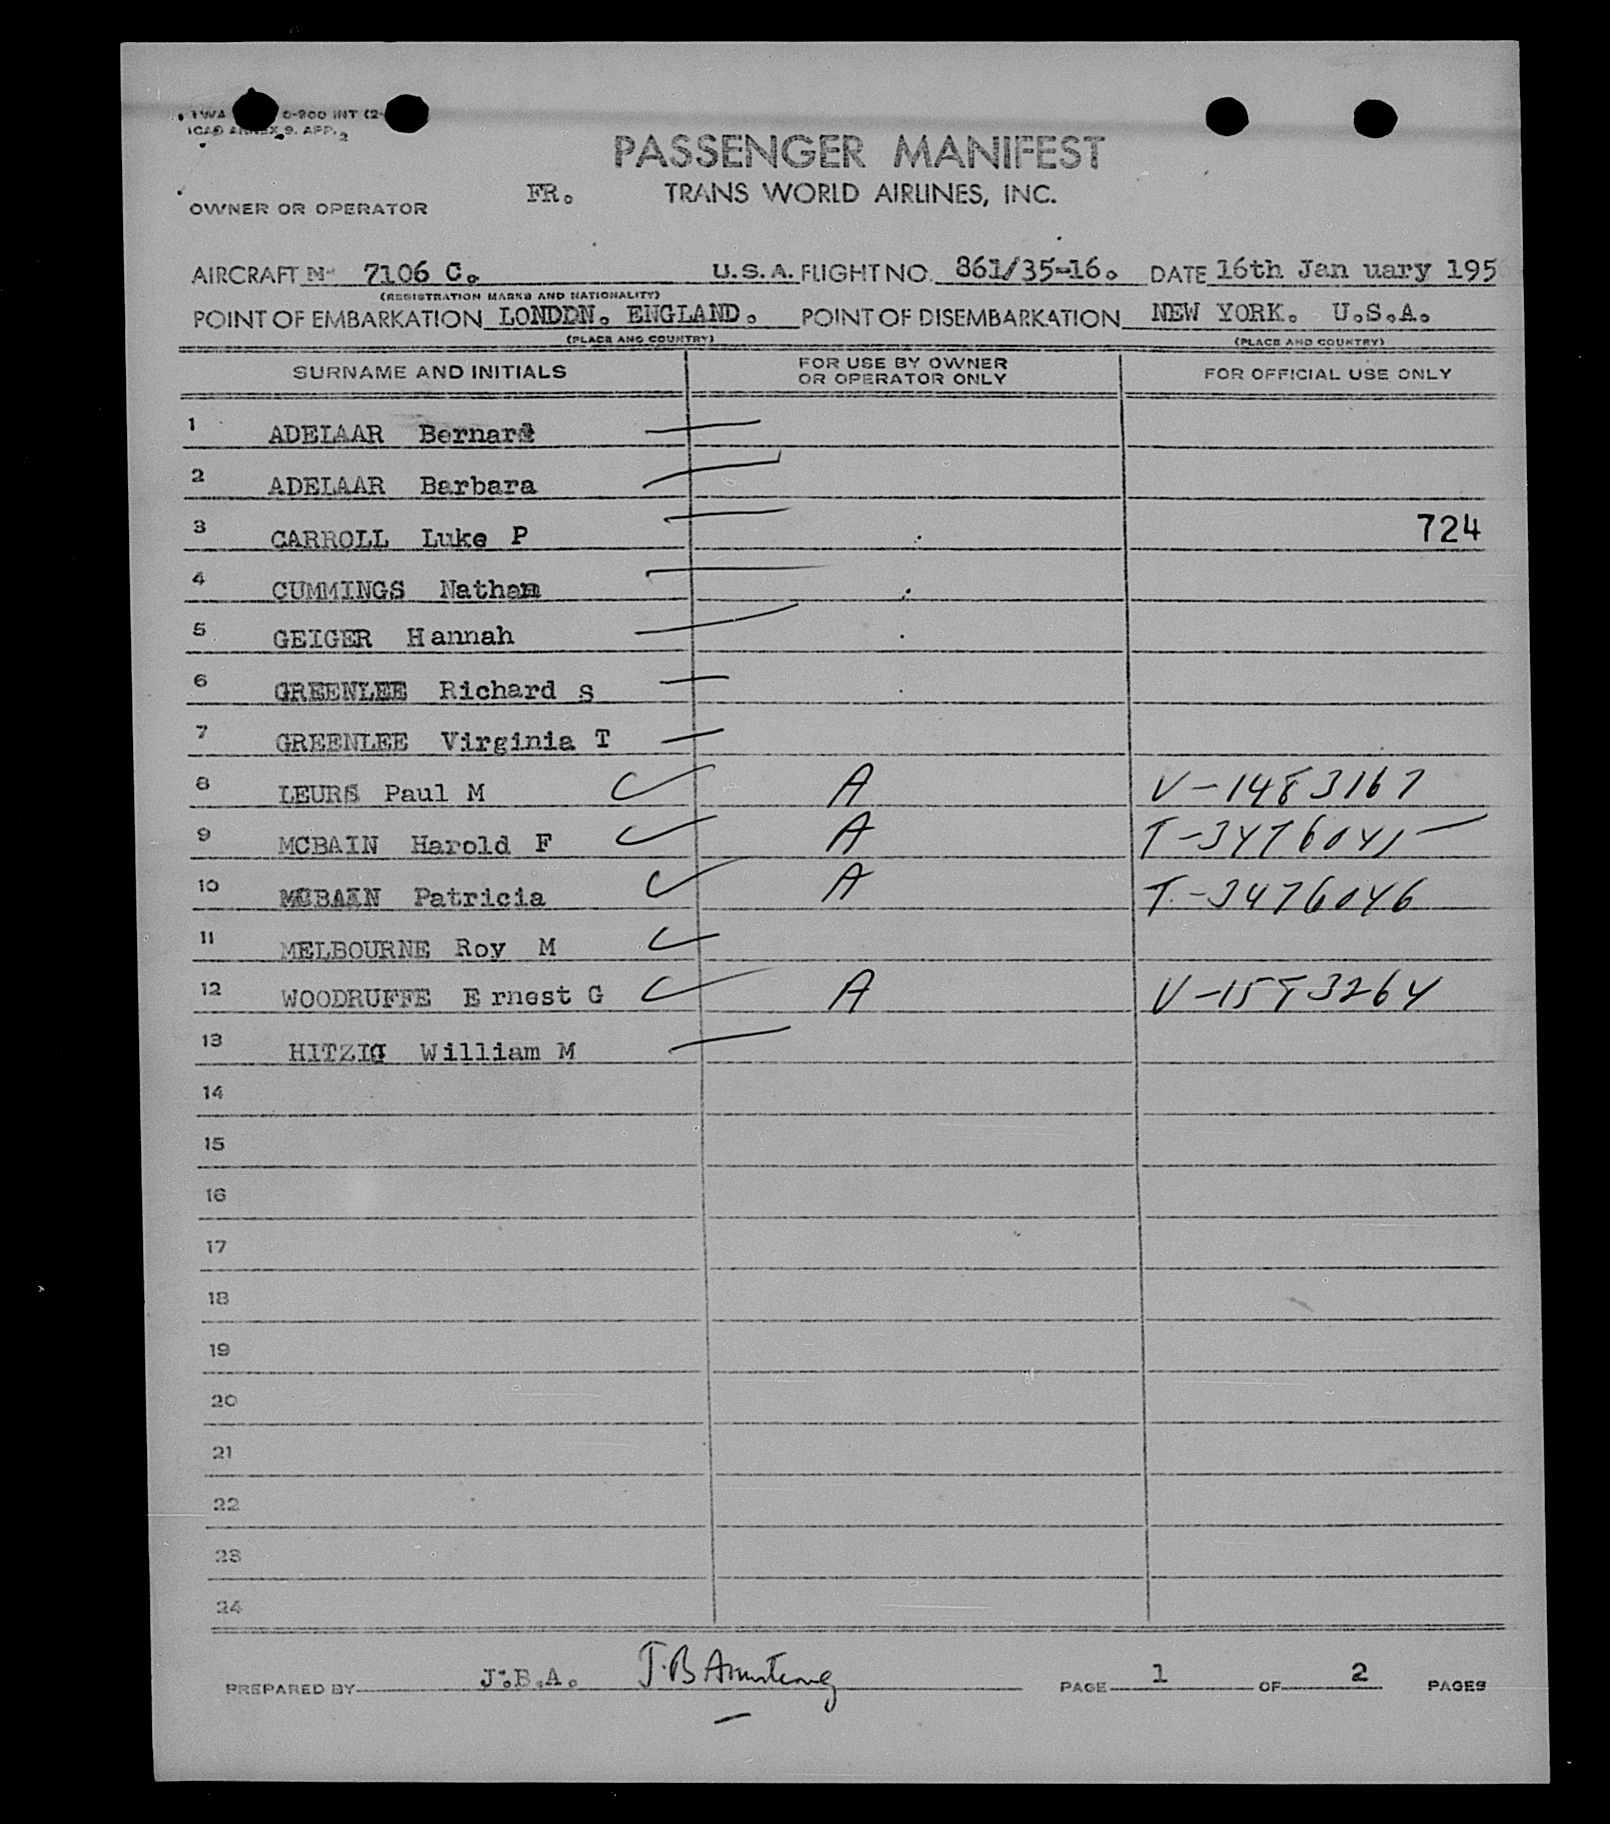 PASSENGER MANIFEST
OWNER OR OPERATOR FR. TRANS WORLD AIRLINES, INC.
AIRCRAFT N- 7106 C. U.S.A. FLIGHT NO. 861/35-16. DATE 16th Jan uary 195
(REGISTRATION MARKS AND NATIONALITY)
POINT OF EMBARKATION LONDDN. ENGLAND. POINT OF DISEMBARKATION NEW YORK. U.S.A.
(PLACE AND COUNTRY) (PLACE AND COUNTRY)
SURNAME AND INITIALS FOR USE BY OWNER OR OPERATOR ONLY FOR OFFICIAL USE ONLY
1 ADELAAR Bernard
2 ADELAAR Barbara
3 CARROLL Luke P 724
4 CUMMINGS Nathan
5 GEIGER Hannah
6 GREENLEE Richard S
7 GREENLEE Virginia T
8 LEURS Paul M A V-1483167
9 MCBAIN Harold F A
10 MCBAIN Patricia A T-3476046
11 MELBOURNE Roy M
12 WOODRUFFE E rnest G A
13 HITZIG William M
14
15
16
17
18
19
20
21
22
23
24
PREPARED BY J.B.A. J.B Armstrong PAGE 1 OF 2 PAGES